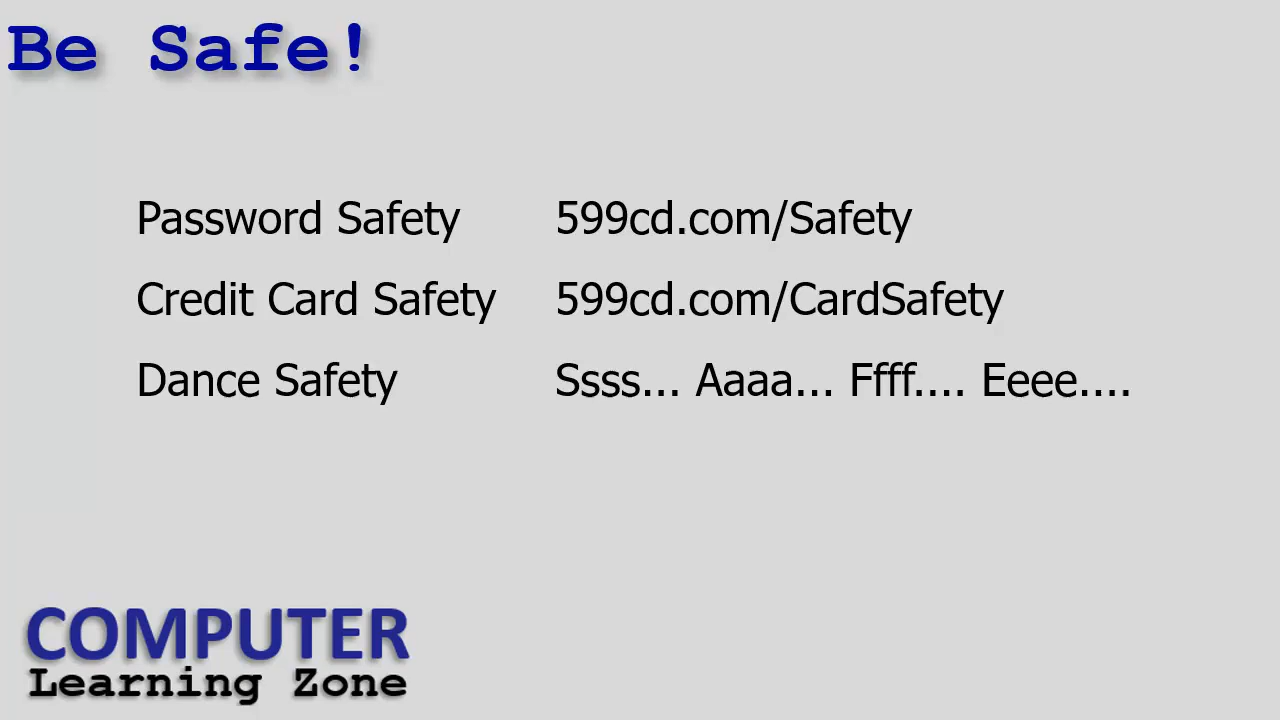 Be Safe!
Password Safety 599cd.com/Safety
Credit Card Safety 599cd.com/CardSafety
Dance Safety Ssss... Aaaa... Ffff.... Eeee....
COMPUTER
Learning Zone